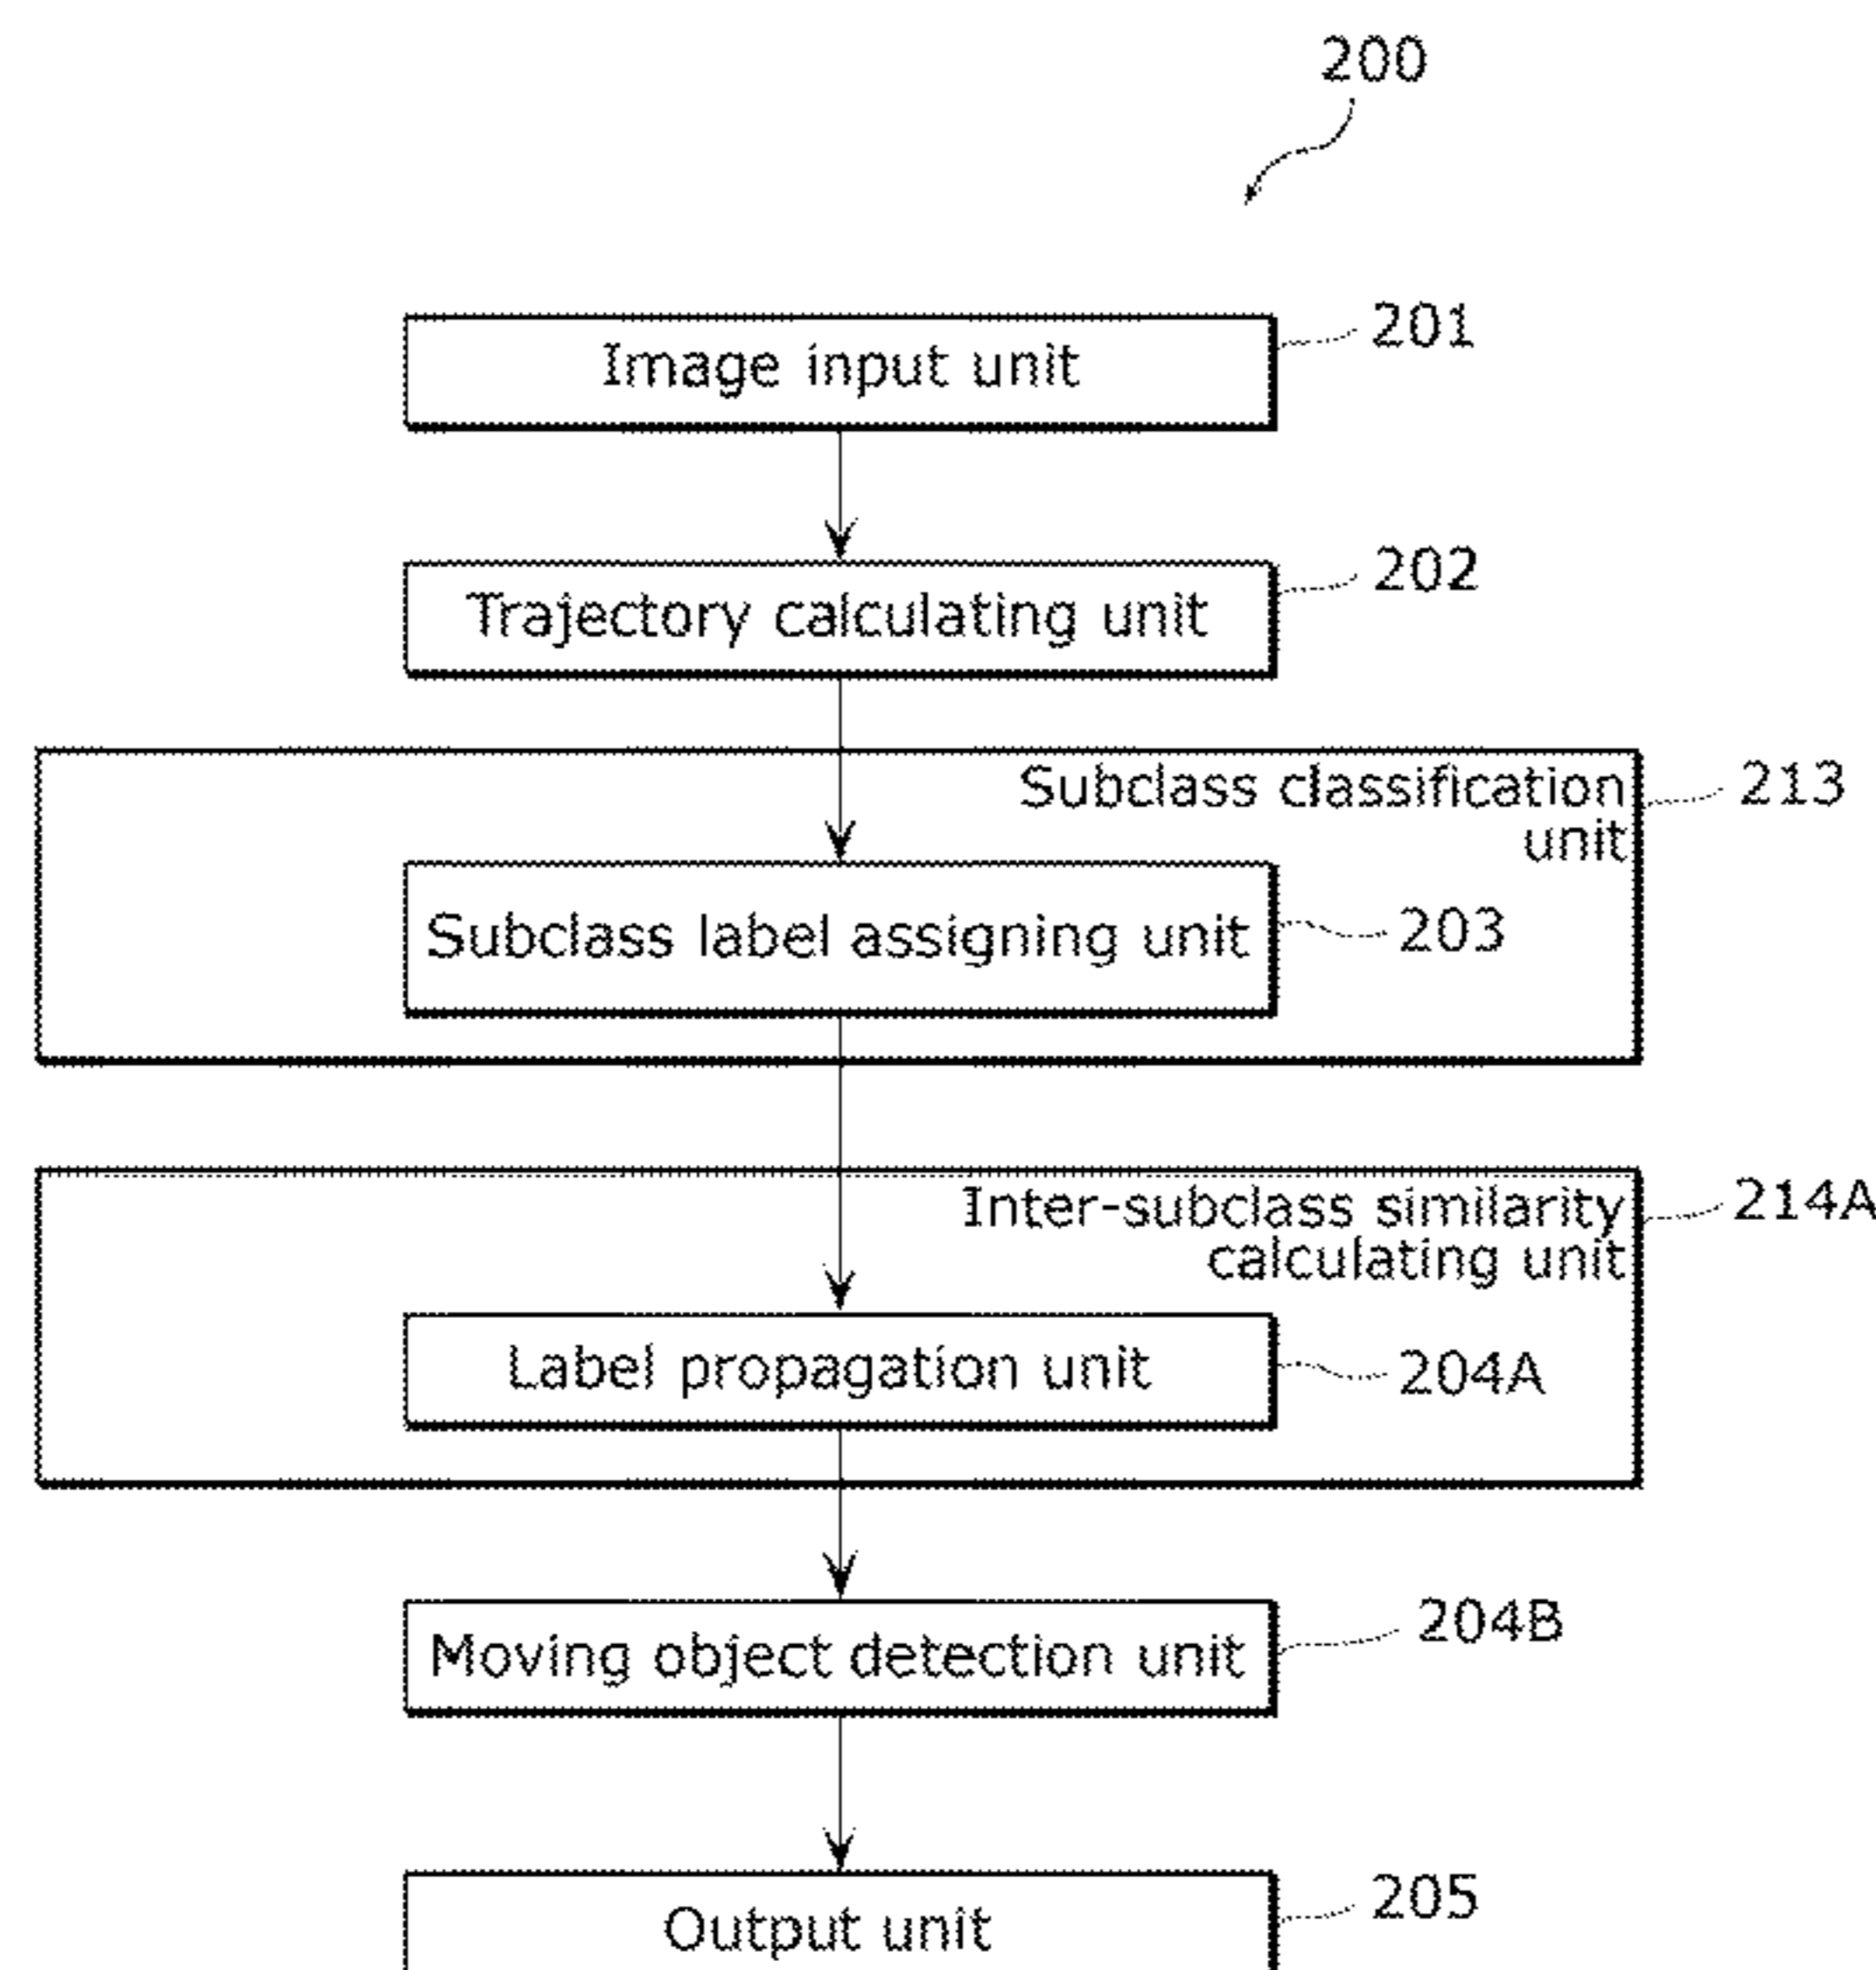 200
Image input unit
201
Trajectory calculating unit
202
Subclass classification
unit
213
Subclass label assigning unit
203
Inter-subclass similarity
calculating unit
214A
Label propagation unit
204A
Moving object detection unit
204B
Output unit
205